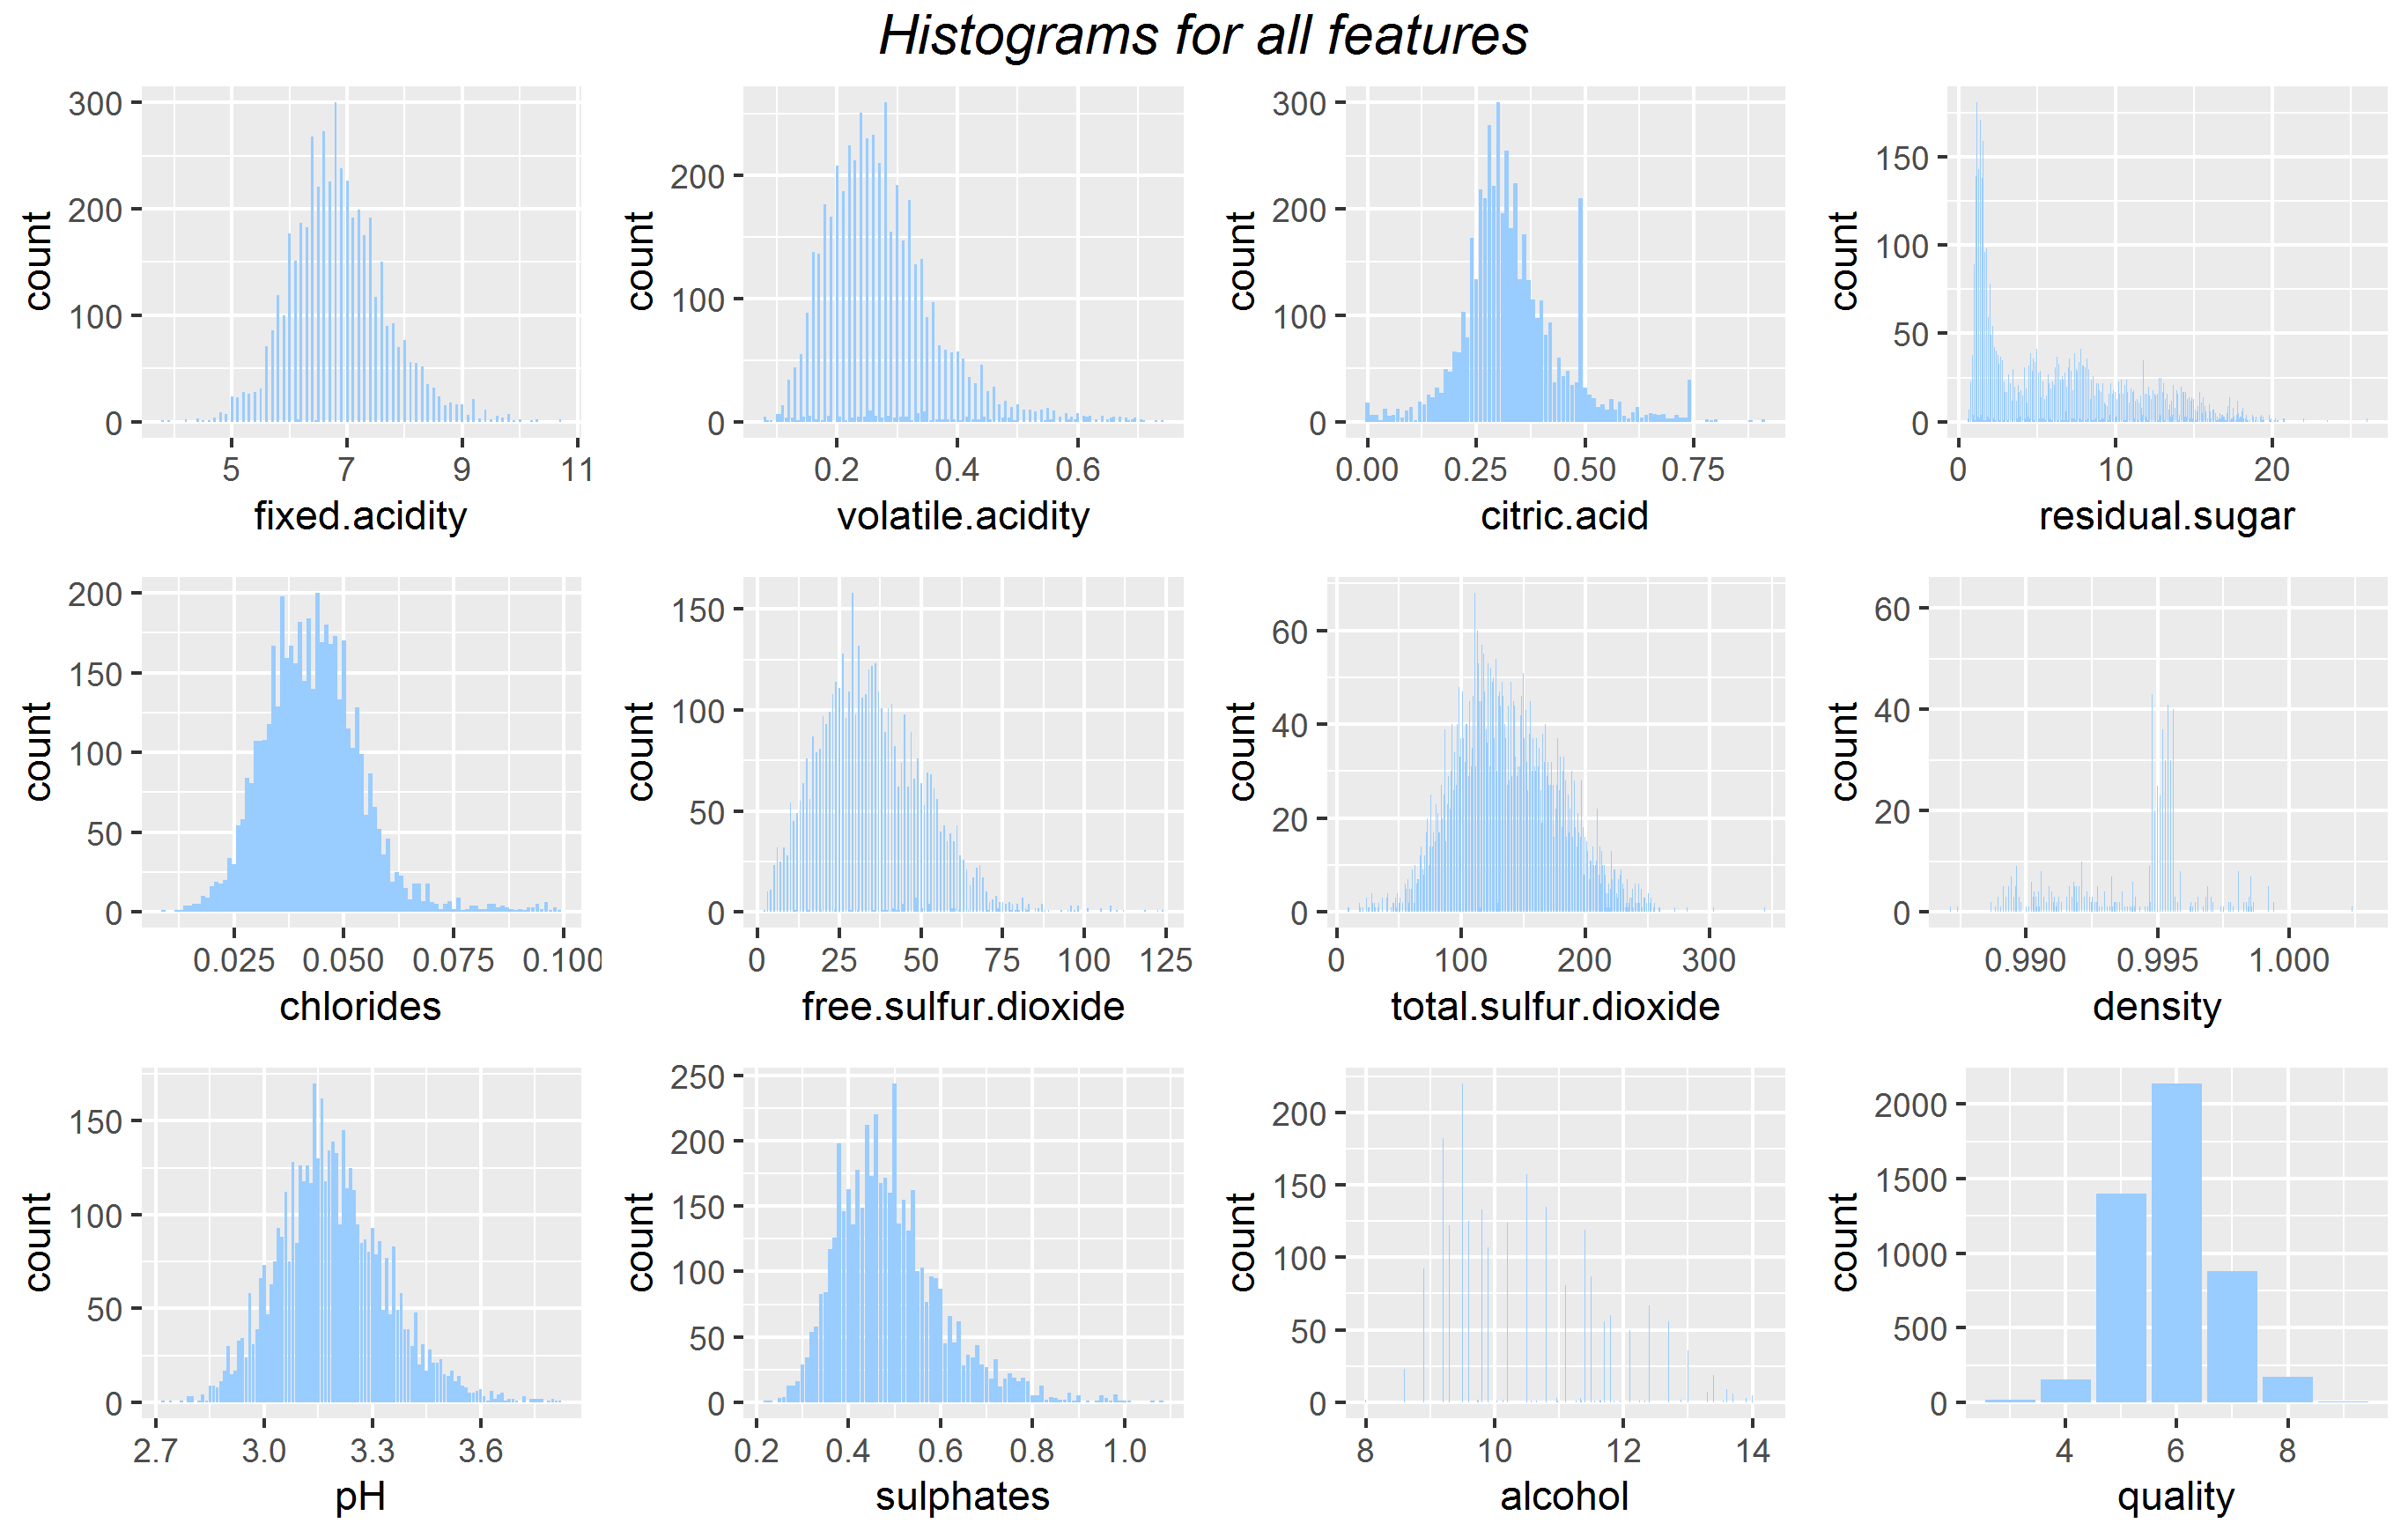 Histograms for all features
300
200
100
0
count
5 7 9 11
fixed.acidity
200
100
0
count
0.2 0.4 0.6
volatile.acidity
300
200
100
0
count
0.00 0.25 0.50 0.75
citric.acid
150
100
50
0
count
0 10 20
residual.sugar
200
150
100
50
0
count
0.025 0.050 0.075 0.100
chlorides
150
100
50
0
count
0 25 50 75 100 125
free.sulfur.dioxide
60
40
20
0
count
0 100 200 300
total.sulfur.dioxide
60
40
20
0
count
0.990 0.995 1.000
density
150
100
50
0
count
2.7 3.0 3.3 3.6
pH
250
200
150
100
50
0
count
0.2 0.4 0.6 0.8 1.0
sulphates
200
150
100
50
0
count
8 10 12 14
alcohol
2000
1500
1000
500
0
count
4 6 8
quality